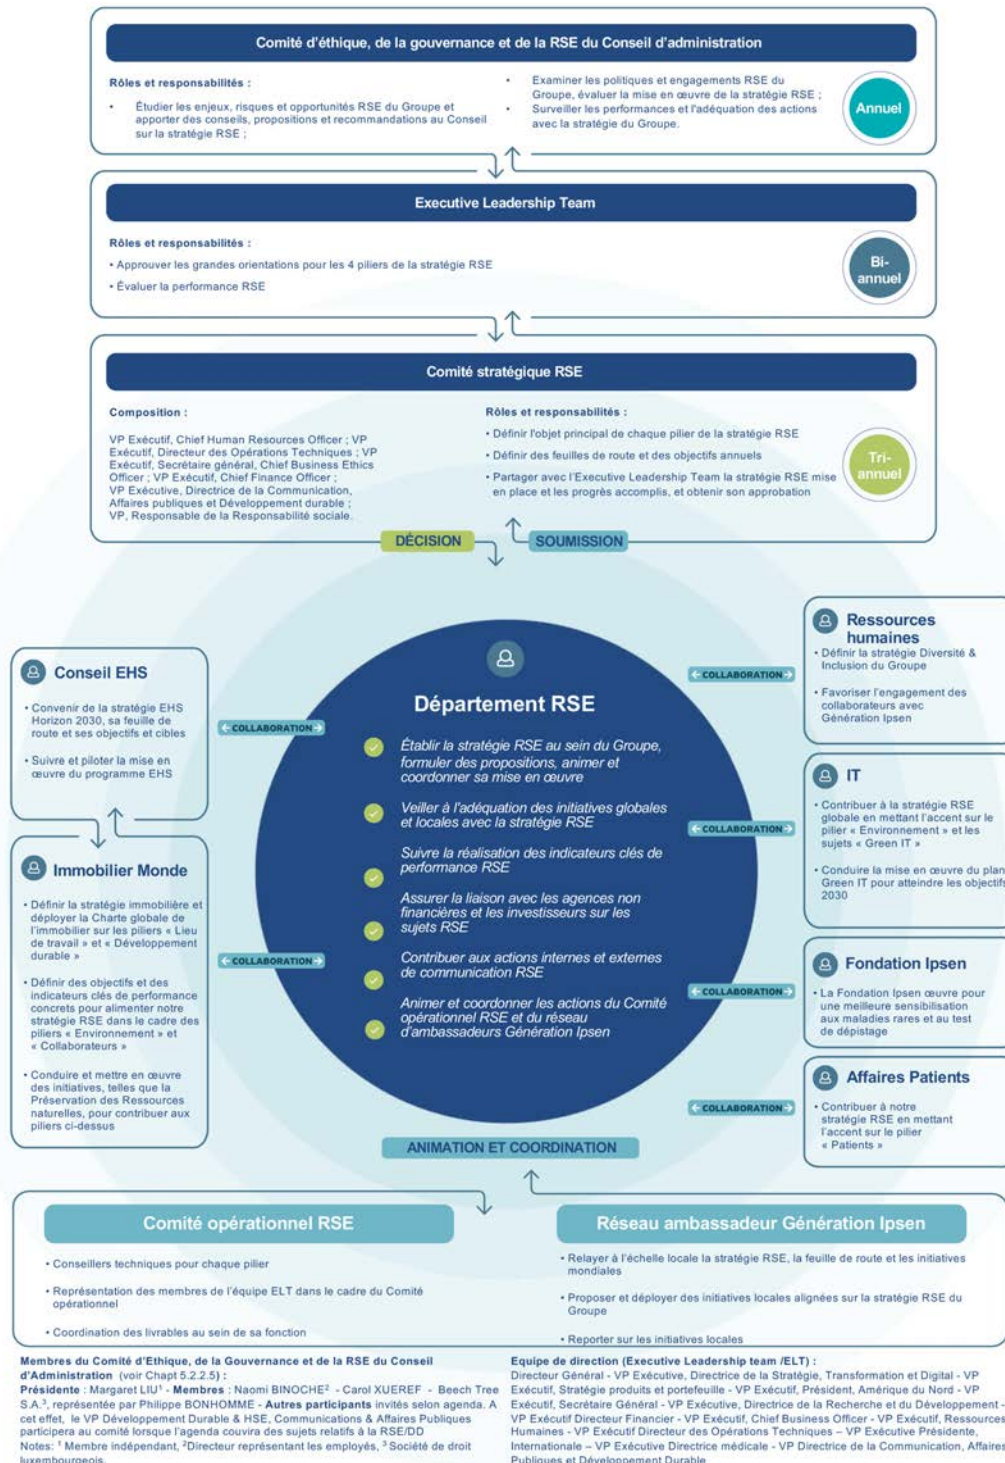 Comité d'éthique, de la gouvernance et de la RSE du Conseil d'administration
Rôles et responsabilités :
• Étudier les enjeux, risques et opportunités RSE du Groupe et
apporter des conseils, propositions et recommandations au Conseil
sur la stratégie RSE ;
• Examiner les politiques et engagements RSE du
Groupe, évaluer la mise en œuvre de la stratégie RSE ;
• Surveiller les performances et l'adéquation des actions
avec la stratégie du Groupe.
Annuel
Executive Leadership Team
Rôles et responsabilités :
• Approuver les grandes orientations pour les 4 piliers de la stratégie RSE
• Évaluer la performance RSE
Bi-
annuel
Comité stratégique RSE
Composition :
VP Exécutif, Chief Human Resources Officer ; VP
Exécutif, Directeur des Opérations Techniques ; VP
Exécutif, Secrétaire général, Chief Business Ethics
Officer ; VP Exécutif, Chief Finance Officer ;
VP Exécutive, Directrice de la Communication,
Affaires publiques et Développement durable ;
VP, Responsable de la Responsabilité sociale.
Rôles et responsabilités :
• Définir l'objet principal de chaque pilier de la stratégie RSE
• Définir des feuilles de route et des objectifs annuels
• Partager avec l'Executive Leadership Team la stratégie RSE mise
en place et les progrès accomplis, et obtenir son approbation
Tri-
annuel
DÉCISION
SOUMISSION
Conseil EHS
• Convenir de la stratégie EHS
Horizon 2030, sa feuille de
route et ses objectifs et cibles
• Suivre et piloter la mise en
œuvre du programme EHS
COLLABORATION
Immobilier Monde
• Définir la stratégie immobilière et
déployer la Charte globale de
l'immobilier sur les piliers « Lieu
de travail » et « Développement
durable »
• Définir des objectifs et des
indicateurs clés de performance
concrets pour alimenter notre
stratégie RSE dans le cadre des
piliers « Environnement » et
« Collaborateurs »
• Conduire et mettre en œuvre
des initiatives, telles que la
Préservation des Ressources
naturelles, pour contribuer aux
piliers ci-dessus
COLLABORATION
Département RSE
Établir la stratégie RSE au sein du Groupe,
formuler des propositions, animer et
coordonner sa mise en œuvre
Veiller à l'adéquation des initiatives globales
et locales avec la stratégie RSE
Suivre la réalisation des indicateurs clés de
performance RSE
Assurer la liaison avec les agences non
financières et les investisseurs sur les
sujets RSE
Contribuer aux actions internes et externes
de communication RSE
Animer et coordonner les actions du Comité
opérationnel RSE et du réseau
d'ambassadeurs Génération Ipsen
COLLABORATION
Ressources
humaines
• Définir la stratégie Diversité &
Inclusion du Groupe
• Favoriser l'engagement des
collaborateurs avec
Génération Ipsen
COLLABORATION
IT
• Contribuer à la stratégie RSE
globale en mettant l'accent sur le
pilier « Environnement » et les
sujets « Green IT »
• Conduire la mise en œuvre du plan
Green IT pour atteindre les objectifs
2030
COLLABORATION
Fondation Ipsen
• La Fondation Ipsen œuvre pour
une meilleure sensibilisation
aux maladies rares et au test
de dépistage
COLLABORATION
Affaires Patients
• Contribuer à notre
stratégie RSE en mettant
l'accent sur le pilier
« Patients »
ANIMATION ET COORDINATION
Comité opérationnel RSE
• Conseillers techniques pour chaque pilier
• Représentation des membres de l'équipe ELT dans le cadre du Comité
opérationnel
• Coordination des livrables au sein de sa fonction
Réseau ambassadeur Génération Ipsen
• Relayer à l'échelle locale la stratégie RSE, la feuille de route et les initiatives
mondiales
• Proposer et déployer des initiatives locales alignées sur la stratégie RSE du
Groupe
• Reporter sur les initiatives locales
Membres du Comité d'Ethique, de la Gouvernance et de la RSE du Conseil
d'Administration (voir Chapt 5.2.2.5) :
Présidente : Margaret LIU¹ - Membres : Naomi BINOCHE² - Carol XUEREF - Beech Tree
S.A.³, représentée par Philippe BONHOMME - Autres participants invités selon agenda. A
cet effet, le VP Développement Durable & HSE, Communications & Affaires Publiques
participera au comité lorsque l'agenda couvira des sujets relatifs à la RSE/DD
Notes: ¹ Membre indépendant, ²Directeur représentant les employés, ³ Société de droit
luxembourgeois.
Equipe de direction (Executive Leadership team /ELT) :
Directeur Général - VP Exécutive, Directrice de la Stratégie, Transformation et Digital - VP
Exécutif, Stratégie produits et portefeuille - VP Exécutif, Président, Amérique du Nord - VP
Exécutif, Secrétaire Général - VP Exécutive, Directrice de la Recherche et du Développement -
VP Exécutif Directeur Financier - VP Exécutif, Chief Business Officer - VP Exécutif, Ressources
Humaines - VP Exécutif Directeur des Opérations Techniques – VP Exécutive Présidente,
Internationale – VP Exécutive Directrice médicale - VP Directrice de la Communication, Affaires
Publiques et Développement Durable